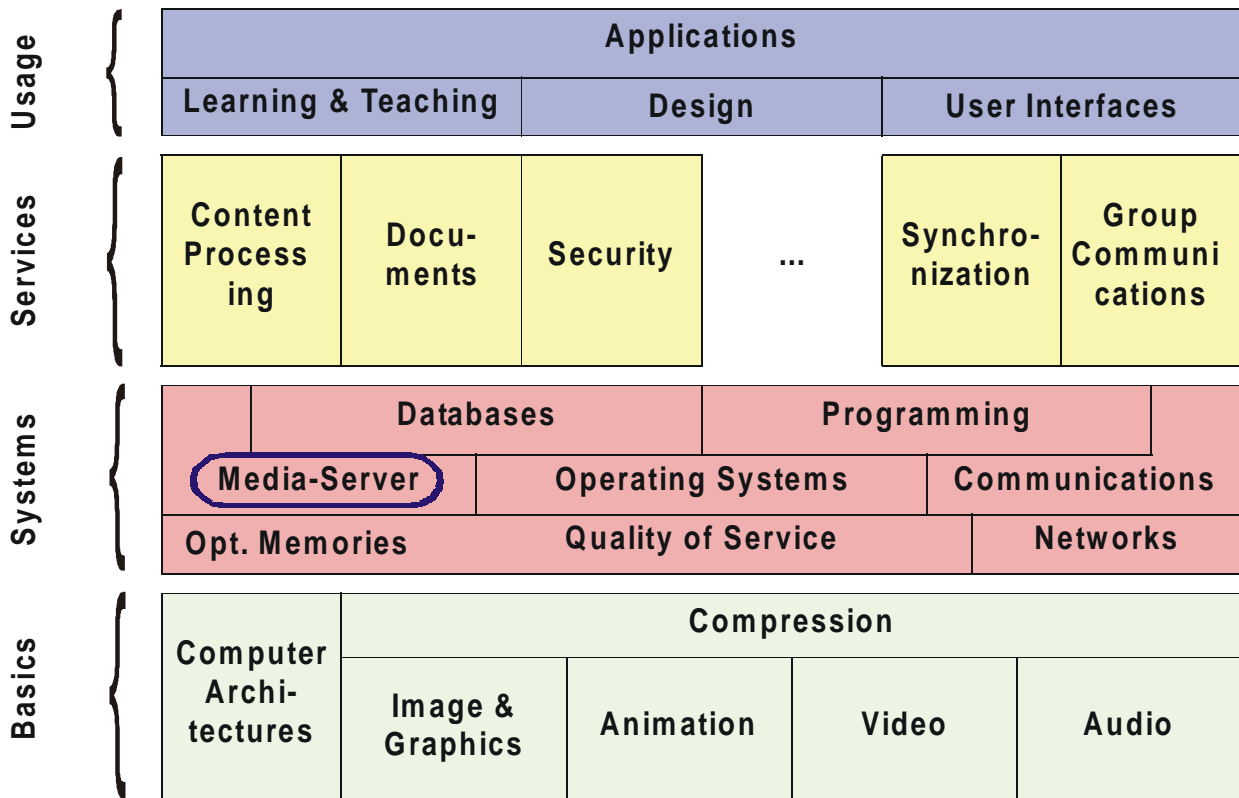 Usage
Applications
Learning & Teaching
Design
User Interfaces
Services
Content
Process
ing
Docu-
ments
Security
...
Synchro-
nization
Group
Communi
cations
Systems
Databases
Programming
Media-Server
Operating Systems
Communications
Opt. Memories
Quality of Service
Networks
Basics
Computer
Archi-
tectures
Compression
Image &
Graphics
Animation
Video
Audio